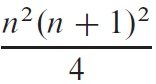 n²(n + 1)²
4